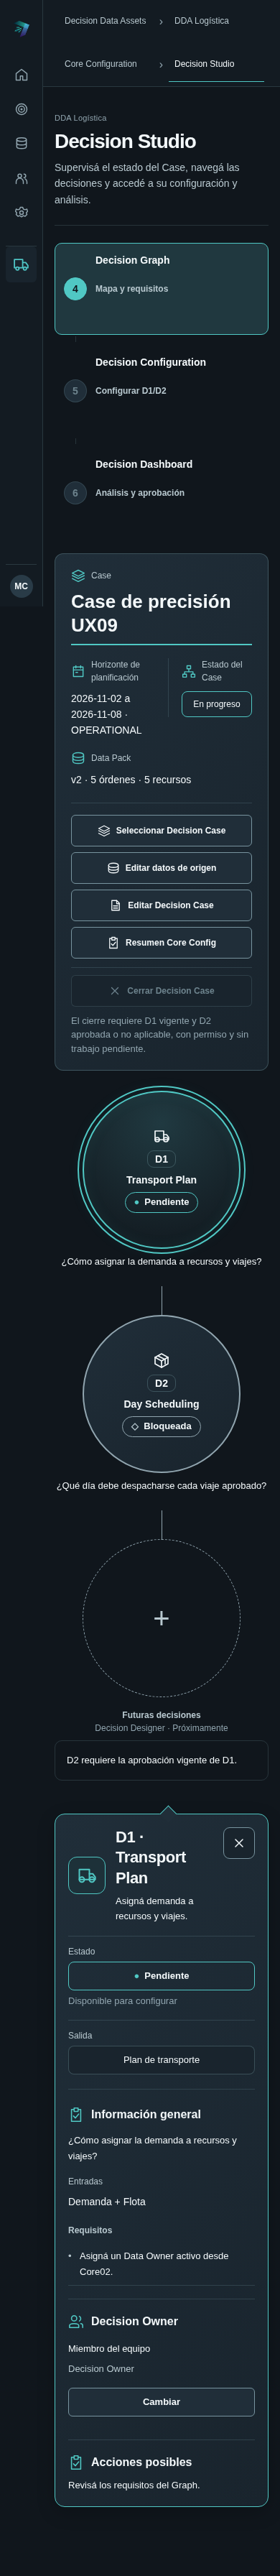 Decision Data Assets › DDA Logística
Core Configuration › Decision Studio
DDA Logística
Decision Studio
Supervisá el estado del Case, navegá las
decisiones y accedé a su configuración y
análisis.
Decision Graph
4 Mapa y requisitos
Decision Configuration
5 Configurar D1/D2
Decision Dashboard
6 Análisis y aprobación
MC
Case
Case de precisión
UX09
Horizonte de
planificación
2026-11-02 a
2026-11-08 ·
OPERATIONAL
Estado del
Case
En progreso
Data Pack
v2 · 5 órdenes · 5 recursos
Seleccionar Decision Case
Editar datos de origen
Editar Decision Case
Resumen Core Config
Cerrar Decision Case
El cierre requiere D1 vigente y D2
aprobada o no aplicable, con permiso y sin
trabajo pendiente.
D1
Transport Plan
Pendiente
¿Cómo asignar la demanda a recursos y viajes?
D2
Day Scheduling
Bloqueada
¿Qué día debe despacharse cada viaje aprobado?
Futuras decisiones
Decision Designer · Próximamente
D2 requiere la aprobación vigente de D1.
D1 ·
Transport
Plan
Asigná demanda a
recursos y viajes.
Estado
Pendiente
Disponible para configurar
Salida
Plan de transporte
Información general
¿Cómo asignar la demanda a recursos y
viajes?
Entradas
Demanda + Flota
Requisitos
• Asigná un Data Owner activo desde
Core02.
Decision Owner
Miembro del equipo
Decision Owner
Cambiar
Acciones posibles
Revisá los requisitos del Graph.